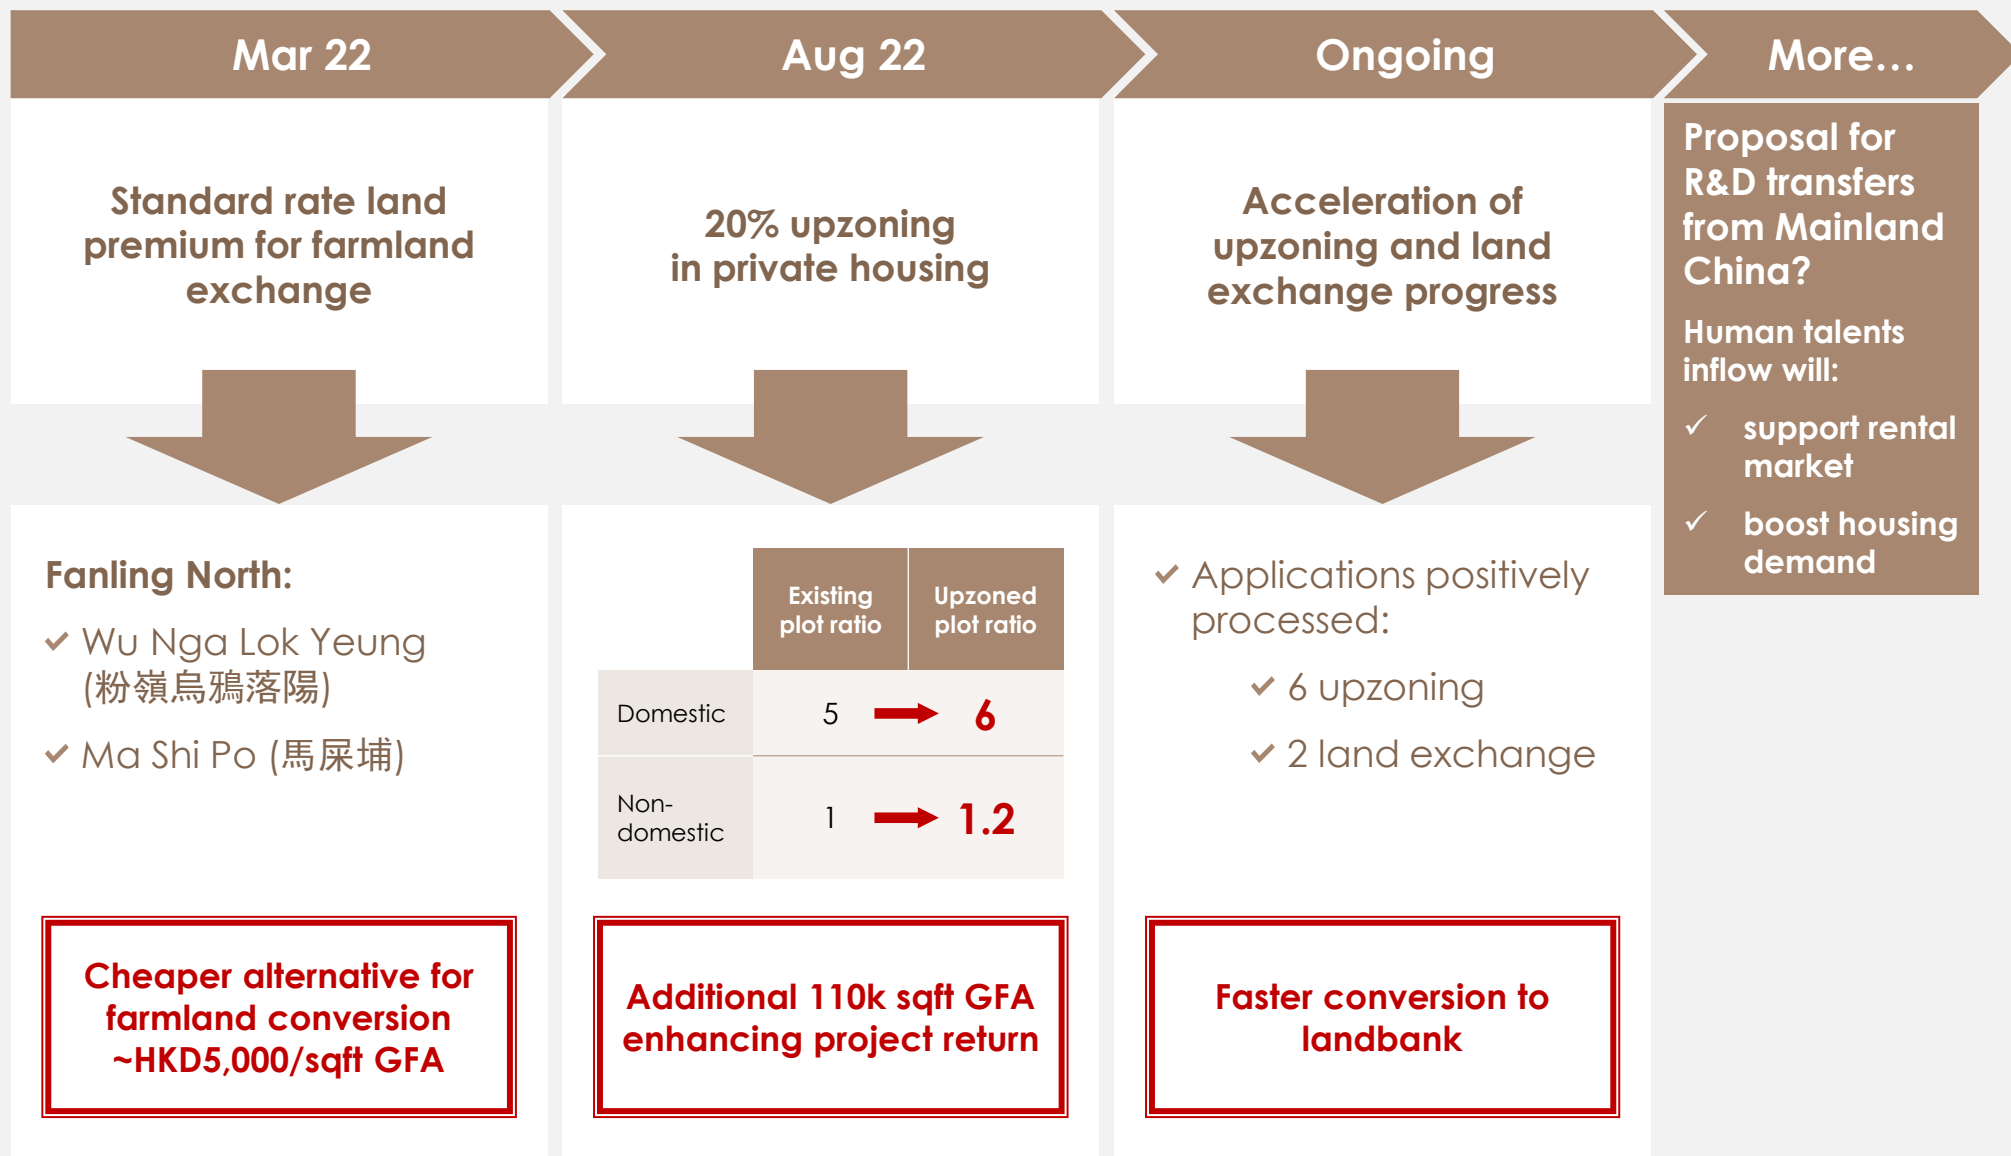 Mar 22
Aug 22
Ongoing
More...
Standard rate land
premium for farmland
exchange
20% upzoning
in private housing
Acceleration of
upzoning and land
exchange progress
Proposal for
R&D transfers
from Mainland
China?
Human talents
inflow will:
✓ support rental
market
✓ boost housing
demand
Fanling North:
✓ Wu Nga Lok Yeung
(粉嶺烏鴉落陽)
✓ Ma Shi Po (馬屎埔)
Existing
plot ratio
Upzoned
plot ratio
Domestic
5
6
Non-
domestic
1
1.2
✓ Applications positively
processed:
✓ 6 upzoning
✓ 2 land exchange
Cheaper alternative for
farmland conversion
~HKD5,000/sqft GFA
Additional 110k sqft GFA
enhancing project return
Faster conversion to
landbank